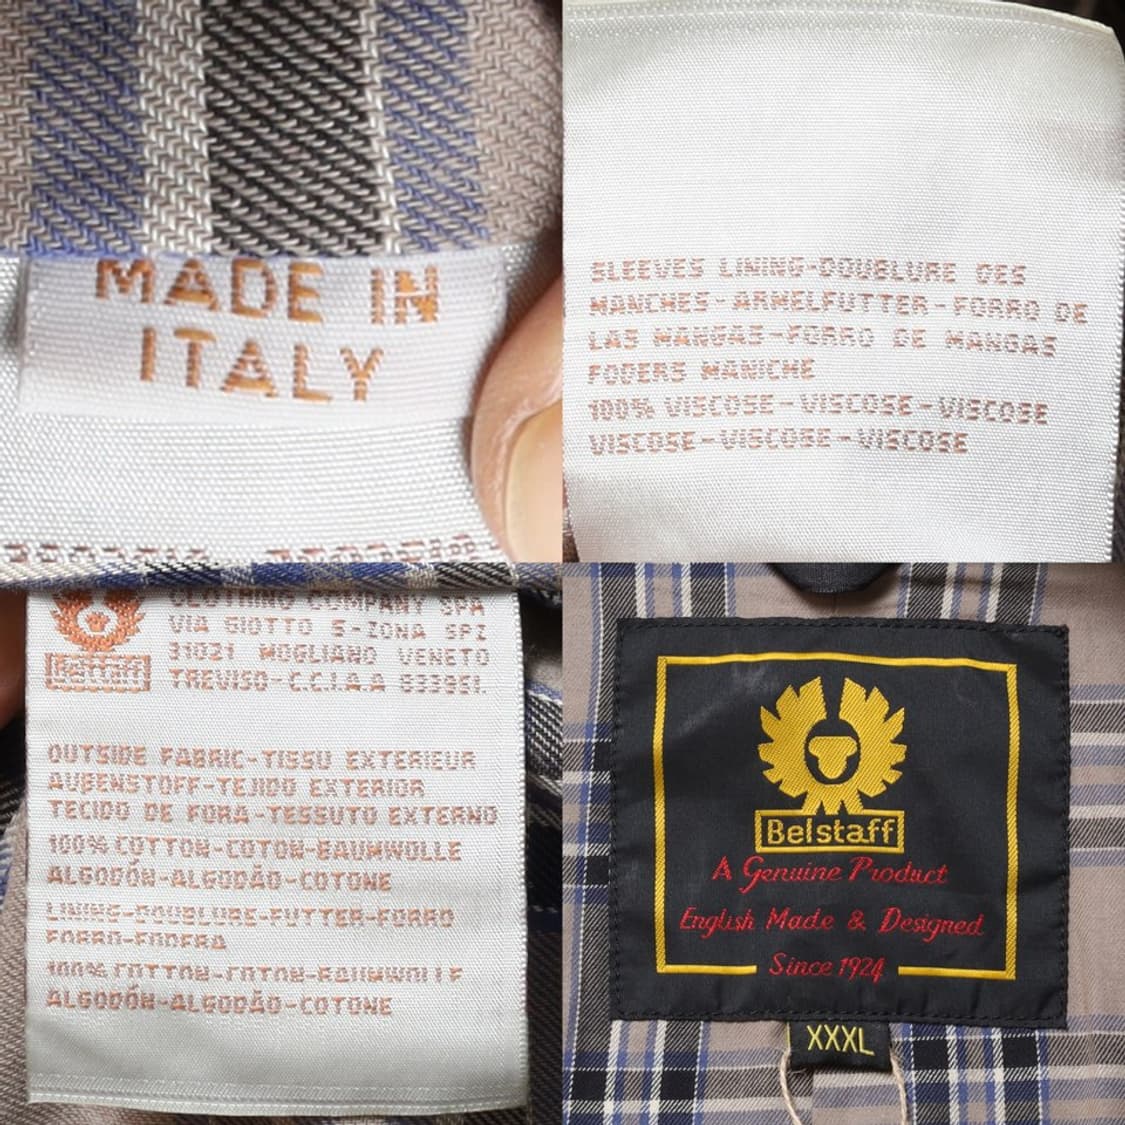 MADE IN
ITALY
SLEEVES LINING-DOUBLURE DES
MANCHES-ARMELFUTTER-FORRO DE
LAS MANGAS-FORRO DE MANGAS
FODERS MANICHE
100% VISCOSE-VISCOSE-VISCOSE
VISCOSE-VISCOSE-VISCOSE
Belstaff
CLOTHING COMPANY SPA
VIA GIOTTO 5-ZONA SPZ
31021 MOGLIANO VENETO
TREVISO-C.C.I.A.A 233951.
OUTSIDE FABRIC-TISSU EXTERIEUR
AUßENSTOFF-TEJIDO EXTERIOR
TECIDO DE FORA-TESSUTO EXTERNO
100% COTTON-COTON-BAUMWOLLE
ALGODÓN-ALGODÃO-COTONE
LINING-DOUBLURE-FUTTER-FORRO
FORRO-FODERA
100% COTTON-COTON-BAUMWOLLE
ALGODÓN-ALGODÃO-COTONE
Belstaff
A Genuine Product
English Made & Designed
Since 1924
XXXL